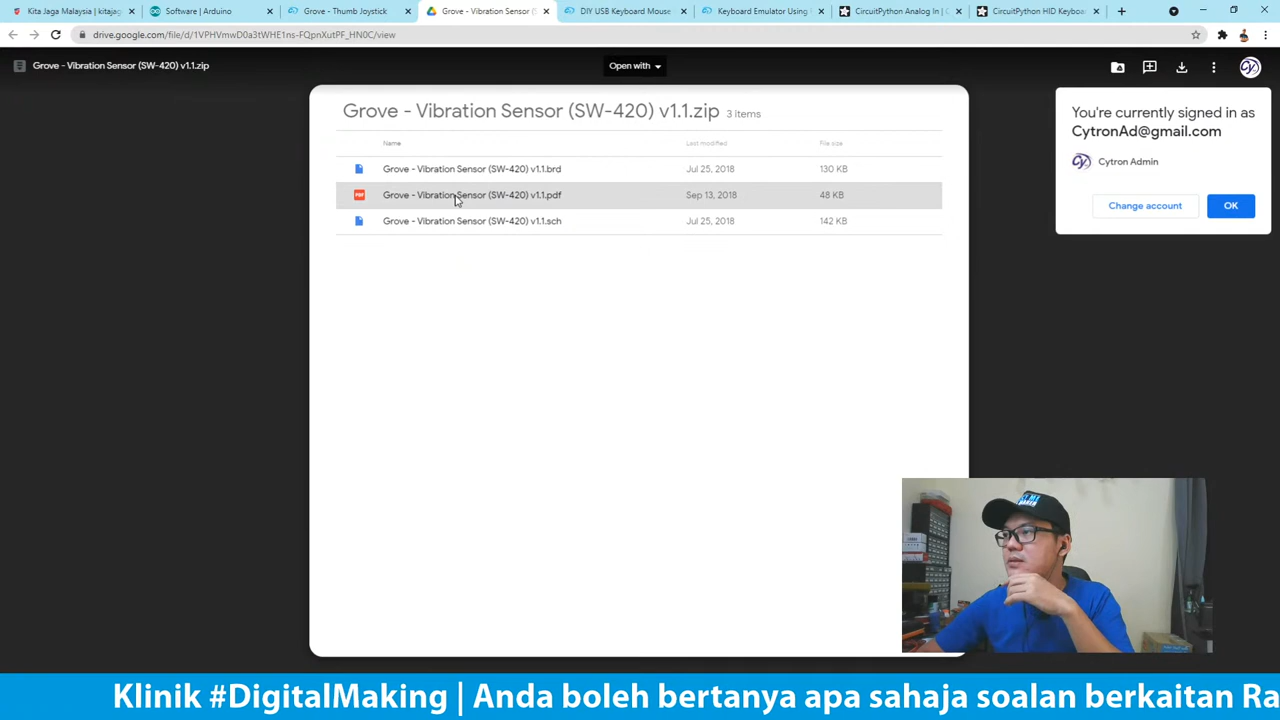 Kita Jaga Malaysia | kitajag
Software | Arduino
Grove - Thumb Joystick
Grove - Vibration Sensor (S
DIY USB Keyboard Mouse
Keyboard Emulator Using
CircuitPython Analog In | C
CircuitPython HID Keyboa
drive.google.com/file/d/1VPHVmwD0a3tWHE1ns-FQpnXutPF_HN0C/view
Grove - Vibration Sensor (SW-420) v1.1.zip
Open with
You're currently signed in as
CytronAd@gmail.com
Cytron Admin
Change account
OK
Grove - Vibration Sensor (SW-420) v1.1.zip 3 items
Name Last modified File size
Grove - Vibration Sensor (SW-420) v1.1.brd Jul 25, 2018 130 KB
PDF Grove - Vibration Sensor (SW-420) v1.1.pdf Sep 13, 2018 48 KB
Grove - Vibration Sensor (SW-420) v1.1.sch Jul 25, 2018 142 KB
Klinik #DigitalMaking | Anda boleh bertanya apa sahaja soalan berkaitan Ra